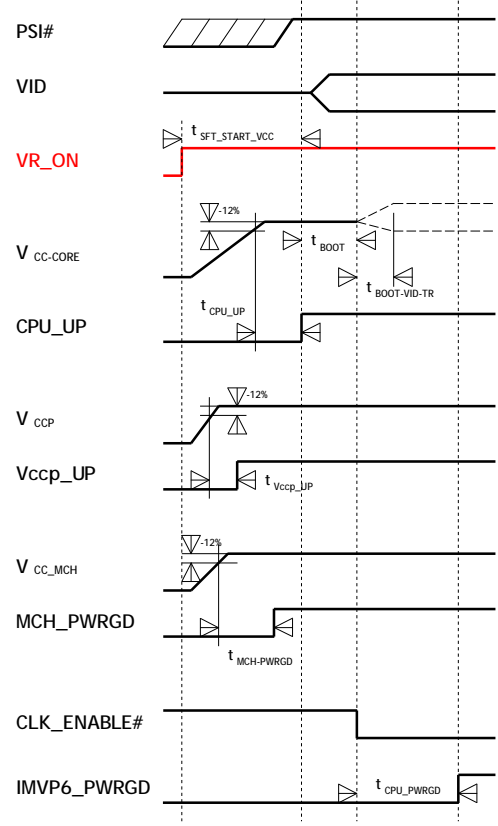 PSI#
VID
t SFT_START_VCC
VR_ON
-12%
V CC-CORE
t BOOT
t BOOT-VID-TR
t CPU_UP
CPU_UP
-12%
V CCP
Vccp_UP
t Vccp_UP
-12%
V CC_MCH
MCH_PWRGD
t MCH-PWRGD
CLK_ENABLE#
IMVP6_PWRGD
t CPU_PWRGD